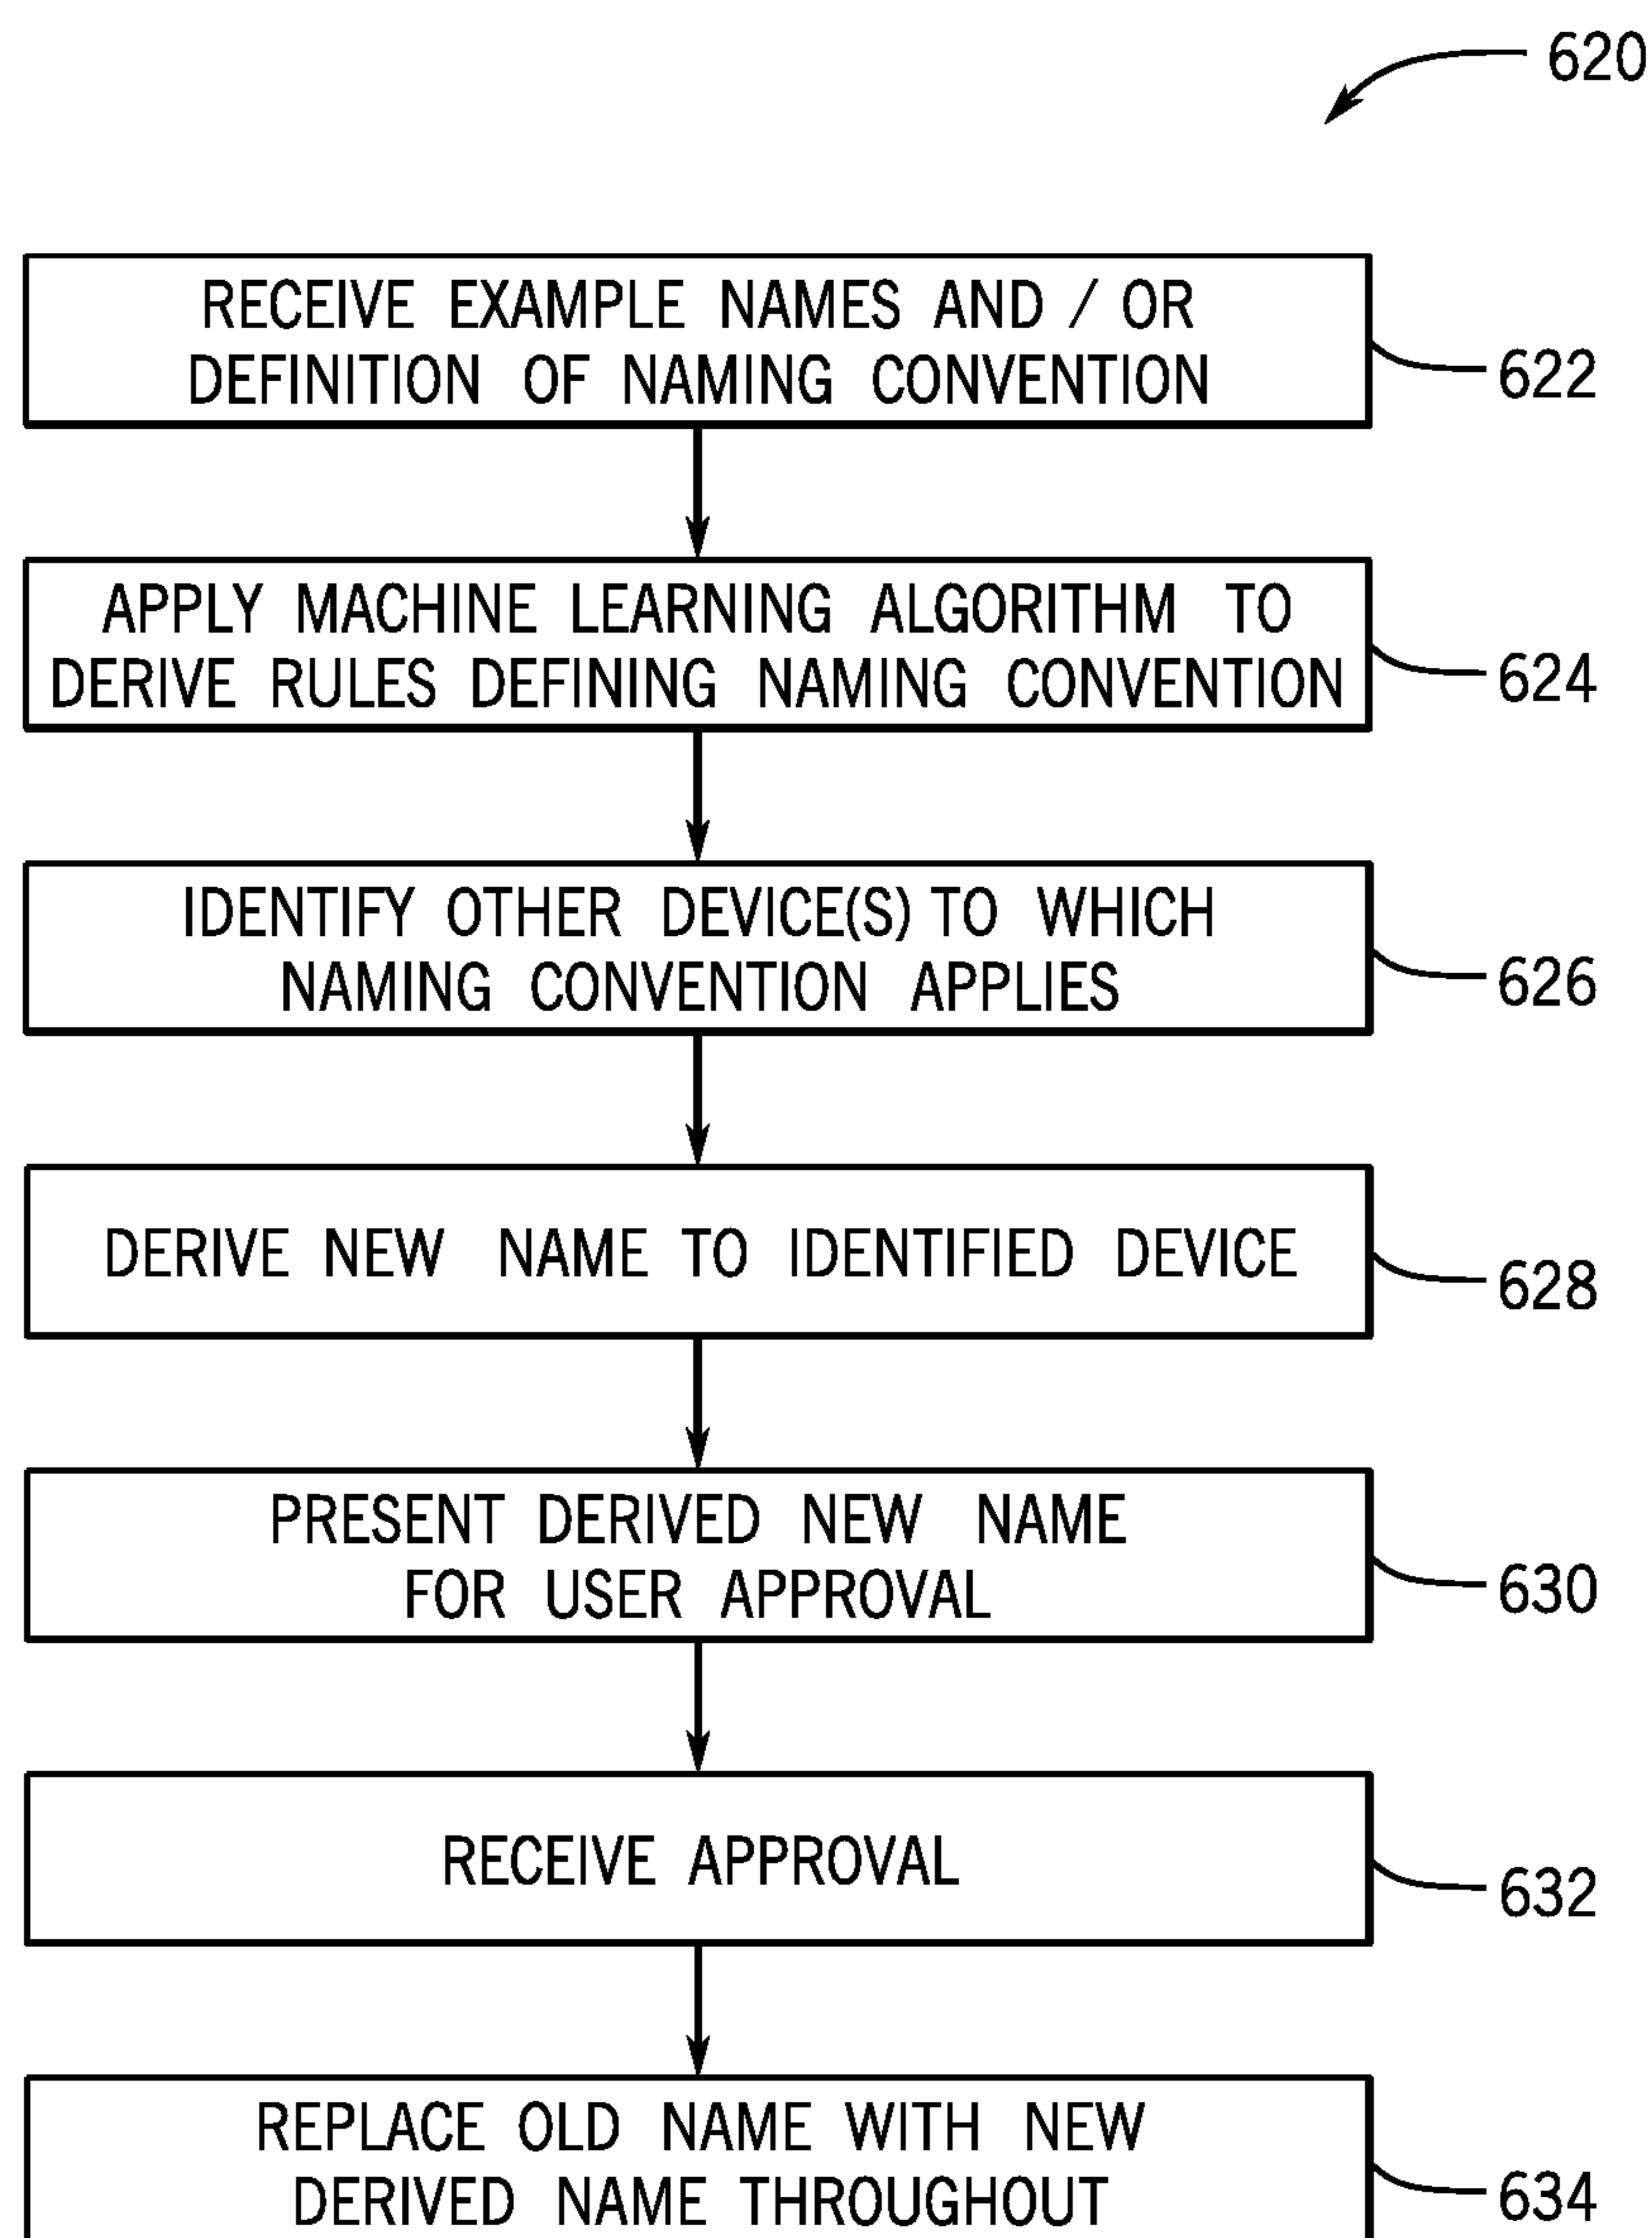 620
RECEIVE EXAMPLE NAMES AND / OR
DEFINITION OF NAMING CONVENTION
622
APPLY MACHINE LEARNING ALGORITHM TO
DERIVE RULES DEFINING NAMING CONVENTION
624
IDENTIFY OTHER DEVICE(S) TO WHICH
NAMING CONVENTION APPLIES
626
DERIVE NEW NAME TO IDENTIFIED DEVICE
628
PRESENT DERIVED NEW NAME
FOR USER APPROVAL
630
RECEIVE APPROVAL
632
REPLACE OLD NAME WITH NEW
DERIVED NAME THROUGHOUT
634